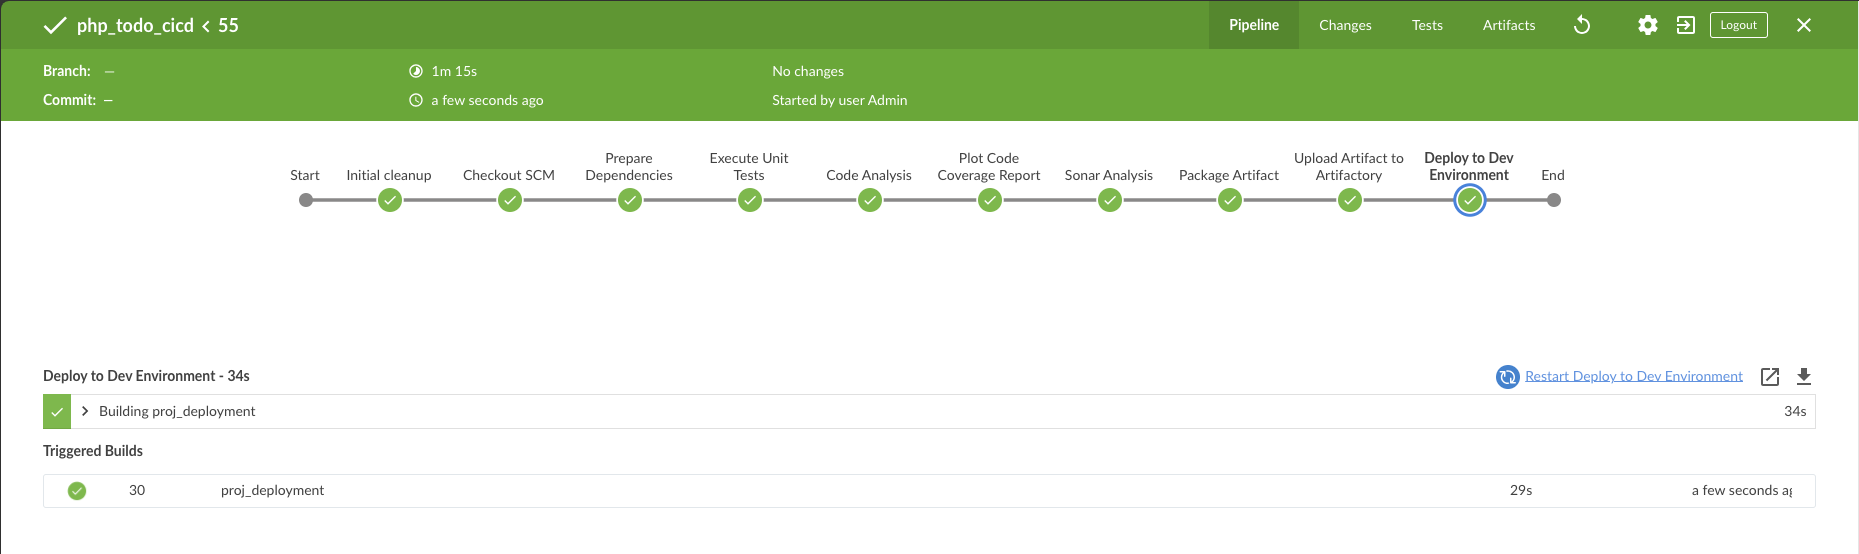 php_todo_cicd < 55
Pipeline
Changes
Tests
Artifacts
Logout
Branch: —
1m 15s
No changes
Commit: —
a few seconds ago
Started by user Admin
Start
Initial cleanup
Checkout SCM
Prepare
Dependencies
Execute Unit
Tests
Code Analysis
Plot Code
Coverage Report
Sonar Analysis
Package Artifact
Upload Artifact to
Artifactory
Deploy to Dev
Environment
End
Deploy to Dev Environment - 34s
Restart Deploy to Dev Environment
Building proj_deployment
34s
Triggered Builds
30
proj_deployment
29s
a few seconds